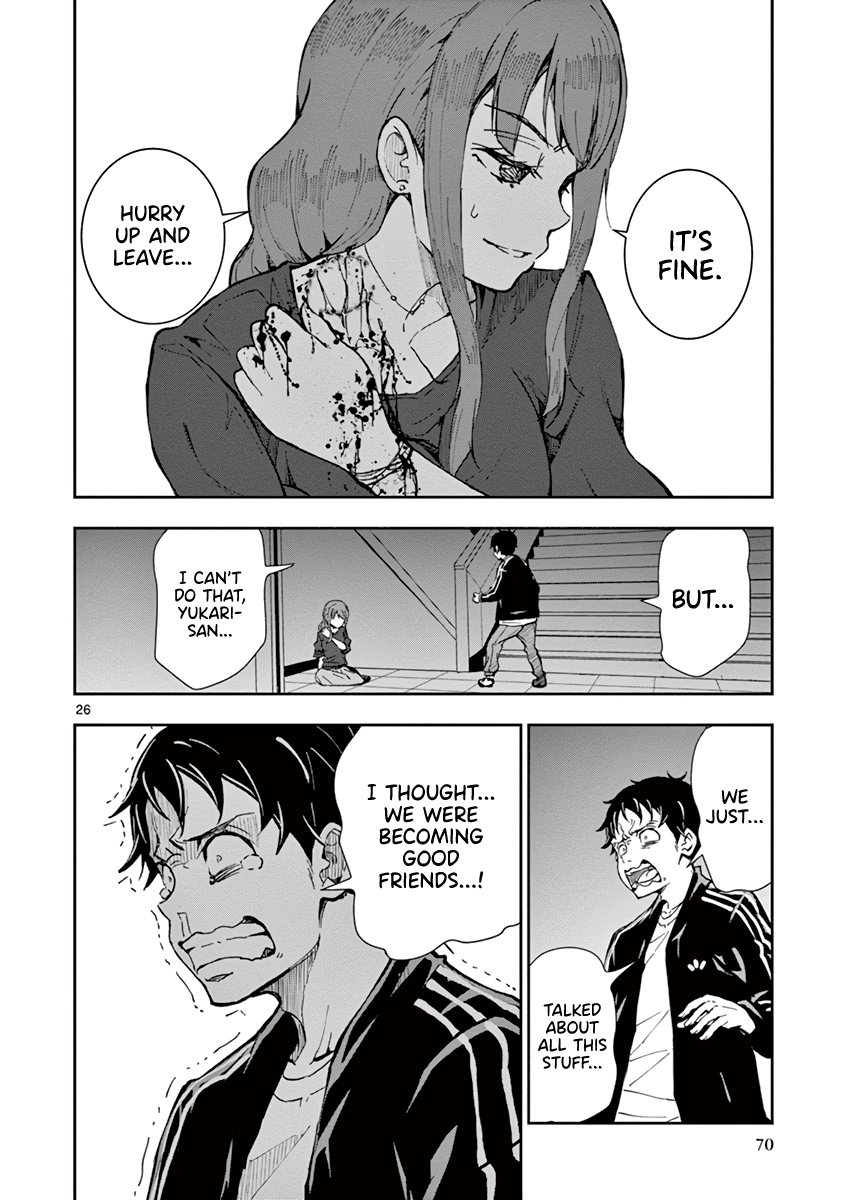 IT'S
FINE.
HURRY
UP AND
LEAVE...
BUT...
I CAN'T
DO THAT,
YUKARI-
SAN...
26
WE
JUST...
TALKED
ABOUT
ALL THIS
STUFF...
I THOUGHT...
WE WERE
BECOMING
GOOD
FRIENDS...!
70